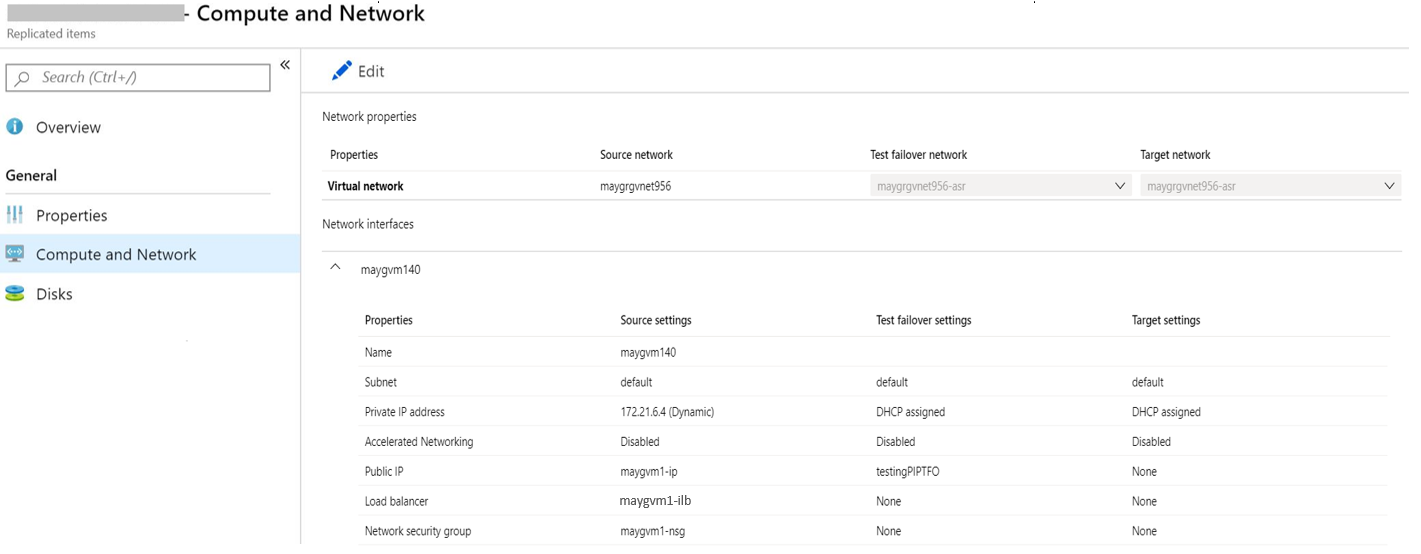 - Compute and Network
Replicated items
Search (Ctrl+/)
«
Overview
General
Properties
Compute and Network
Disks
Edit
Network properties
Properties Source network Test failover network Target network
Virtual network maygrgvnet956 maygrgvnet956-asr maygrgvnet956-asr
Network interfaces
maygvm140
Properties Source settings Test failover settings Target settings
Name maygvm140
Subnet default default default
Private IP address 172.21.6.4 (Dynamic) DHCP assigned DHCP assigned
Accelerated Networking Disabled Disabled Disabled
Public IP maygvm1-ip testingPIPTFO None
Load balancer maygvm1-ilb None None
Network security group maygvm1-nsg None None